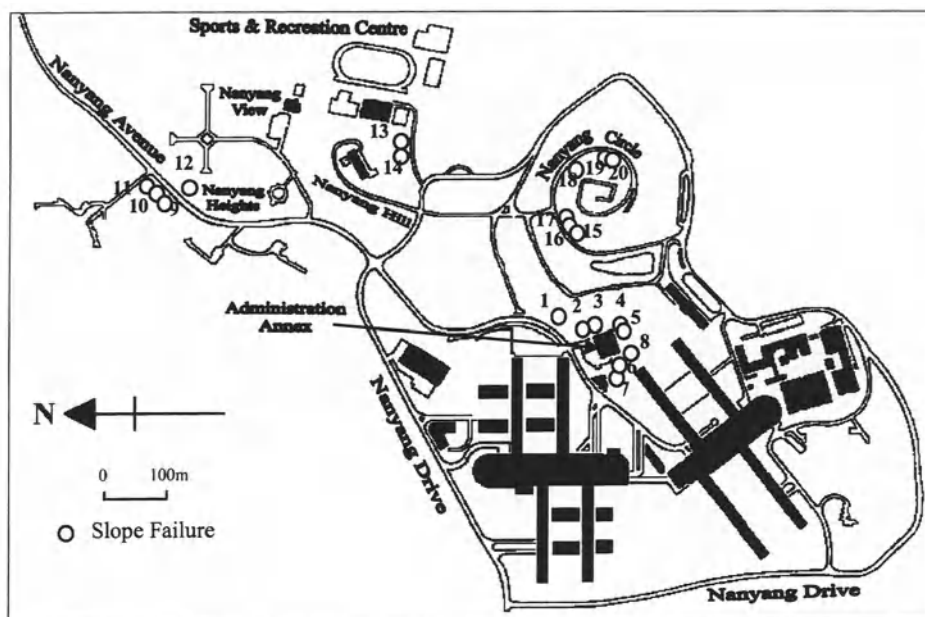 Sports & Recreation Centre
Nanyang Avenue
Nanyang
View
13
14
12
11
10
9
Nanyang
Heights
Nanyang Hill
Nanyang Circle
18
19
20
17
16
15
1
2
3
4
5
8
6
7
Administration
Annex
N
0 100m
Slope Failure
Nanyang Drive
Nanyang Drive